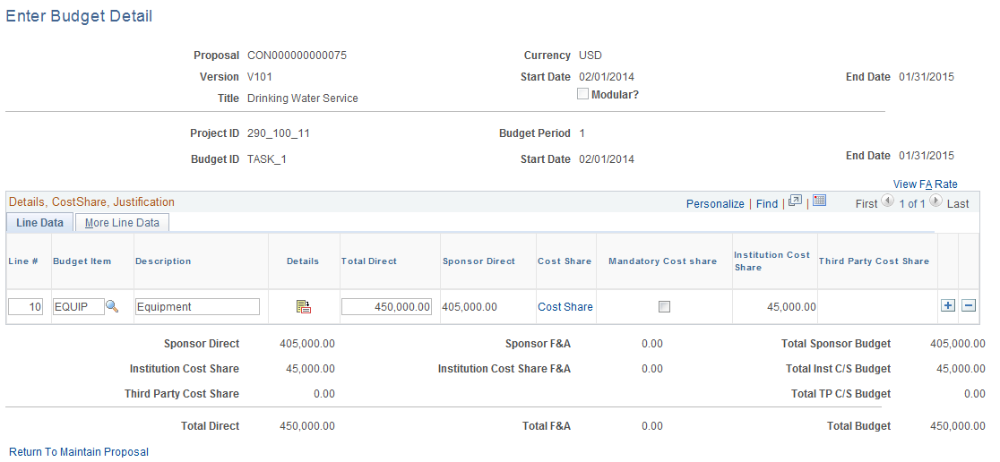 Enter Budget Detail
Proposal CON000000000075 Currency USD
Version V101 Start Date 02/01/2014 End Date 01/31/2015
Title Drinking Water Service Modular?
Project ID 290_100_11 Budget Period 1
Budget ID TASK_1 Start Date 02/01/2014 End Date 01/31/2015
View FA Rate
Details, CostShare, Justification Personalize | Find | | First 1 of 1 Last
Line Data More Line Data
Line # Budget Item Description Details Total Direct Sponsor Direct Cost Share Mandatory Cost share Institution Cost Share Third Party Cost Share
10 EQUIP Equipment 450,000.00 405,000.00 Cost Share 45,000.00
Sponsor Direct 405,000.00 Sponsor F&A 0.00 Total Sponsor Budget 405,000.00
Institution Cost Share 45,000.00 Institution Cost Share F&A 0.00 Total Inst C/S Budget 45,000.00
Third Party Cost Share 0.00 Total TP C/S Budget 0.00
Total Direct 450,000.00 Total F&A 0.00 Total Budget 450,000.00
Return To Maintain Proposal